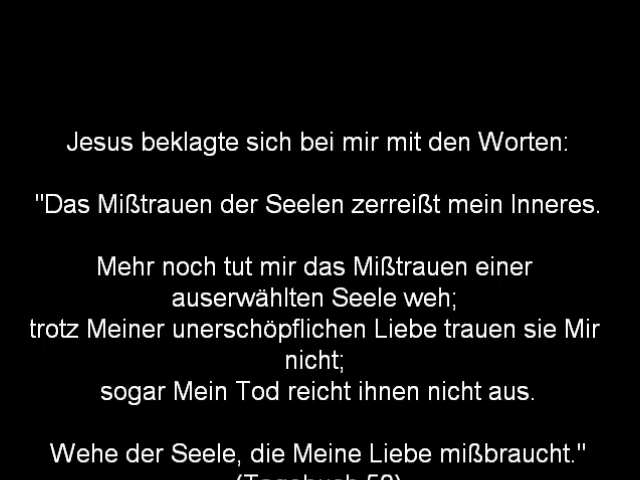 Jesus beklagte sich bei mir mit den Worten:
"Das Mißtrauen der Seelen zerreißt mein Inneres.
Mehr noch tut mir das Mißtrauen einer
auserwählten Seele weh;
trotz Meiner unerschöpflichen Liebe trauen sie Mir
nicht;
sogar Mein Tod reicht ihnen nicht aus.
Wehe der Seele, die Meine Liebe mißbraucht."
(Tagebuch 50)